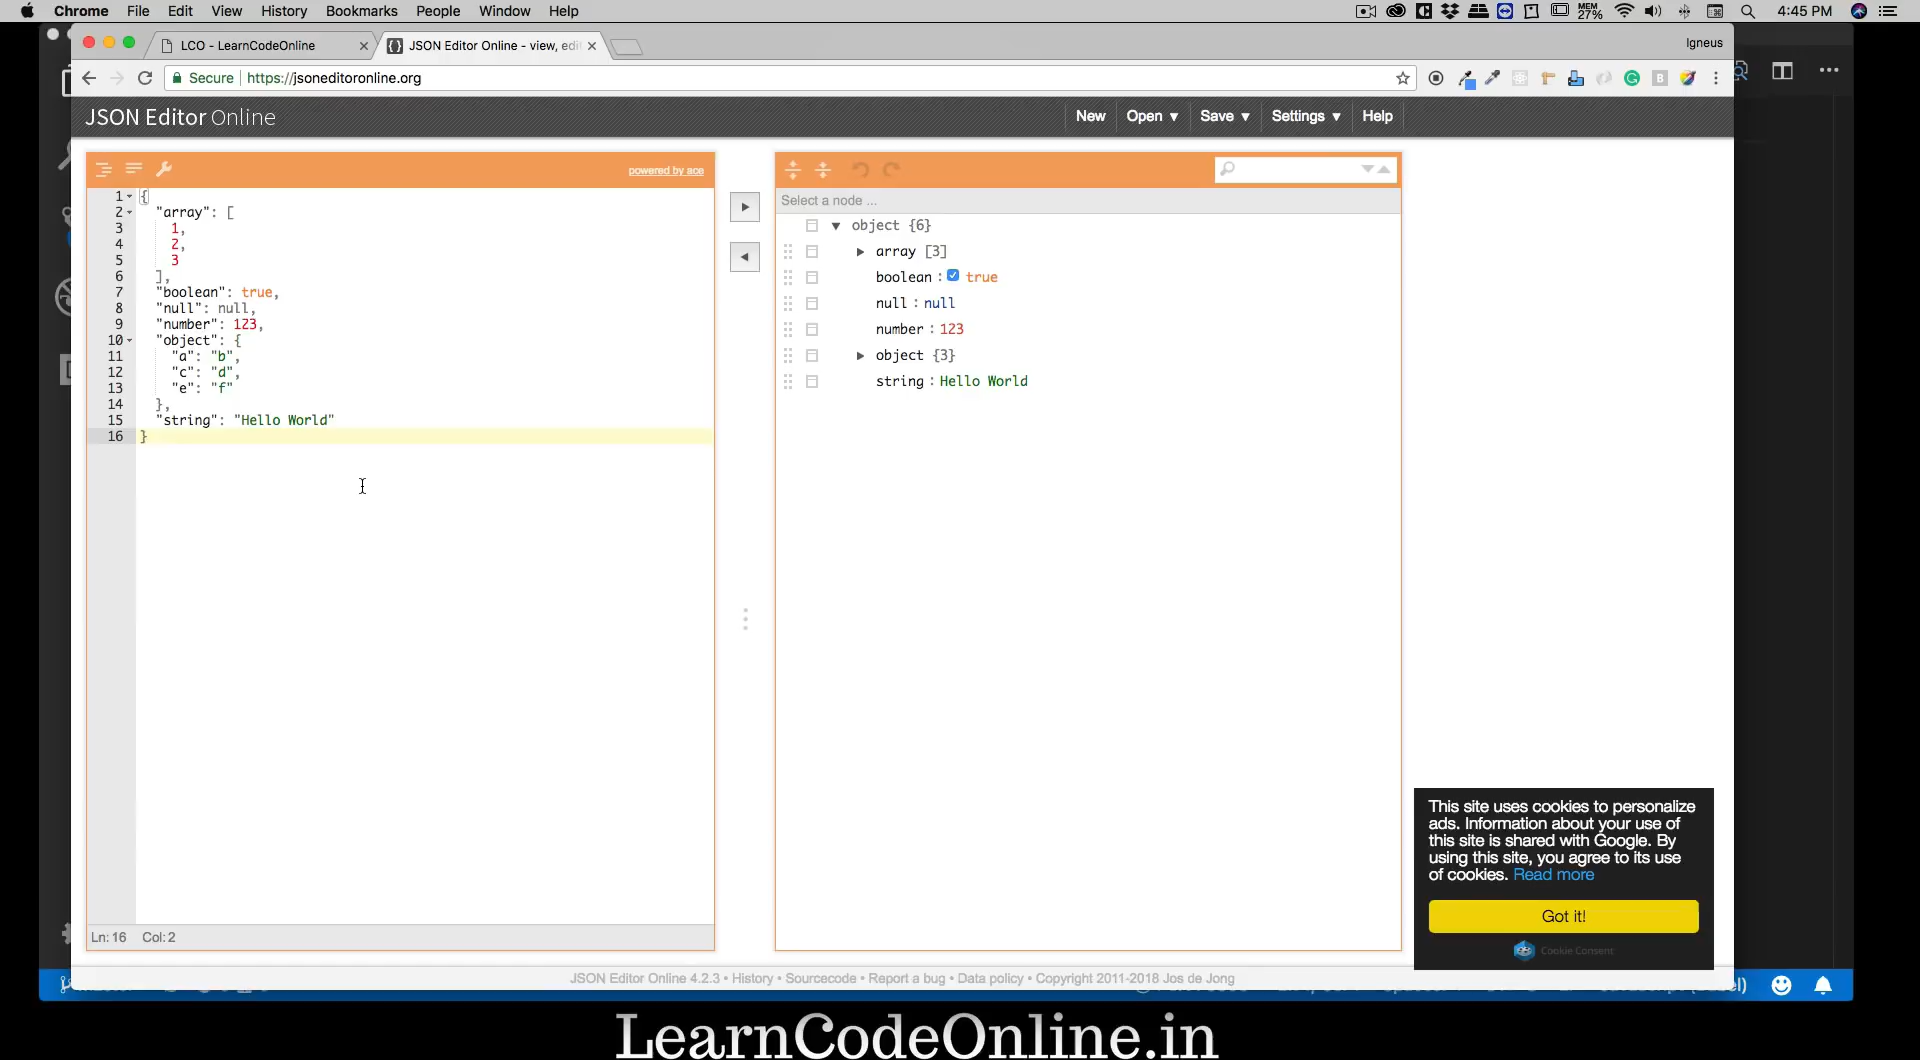 Chrome File Edit View History Bookmarks People Window Help
MEM
27%
4:45 PM
LCO - LearnCodeOnline
JSON Editor Online - view, edi
Igneus
Secure
https://jsoneditoronline.org
JSON Editor Online
New
Open ▼
Save ▼
Settings ▼
Help
powered by ace
1 {
2 "array": [
3 1,
4 2,
5 3
6 ],
7 "boolean": true,
8 "null": null,
9 "number": 123,
10 "object": {
11 "a": "b",
12 "c": "d",
13 "e": "f"
14 },
15 "string": "Hello World"
16 }
Ln: 16 Col: 2
Select a node ...
object {6}
array [3]
boolean : true
null : null
number : 123
object {3}
string : Hello World
This site uses cookies to personalize
ads. Information about your use of
this site is shared with Google. By
using this site, you agree to its use
of cookies. Read more
Got it!
Cookie Consent
JSON Editor Online 4.2.3 • History • Sourcecode • Report a bug • Data policy • Copyright 2011-2018 Jos de Jong
LearnCodeOnline.in